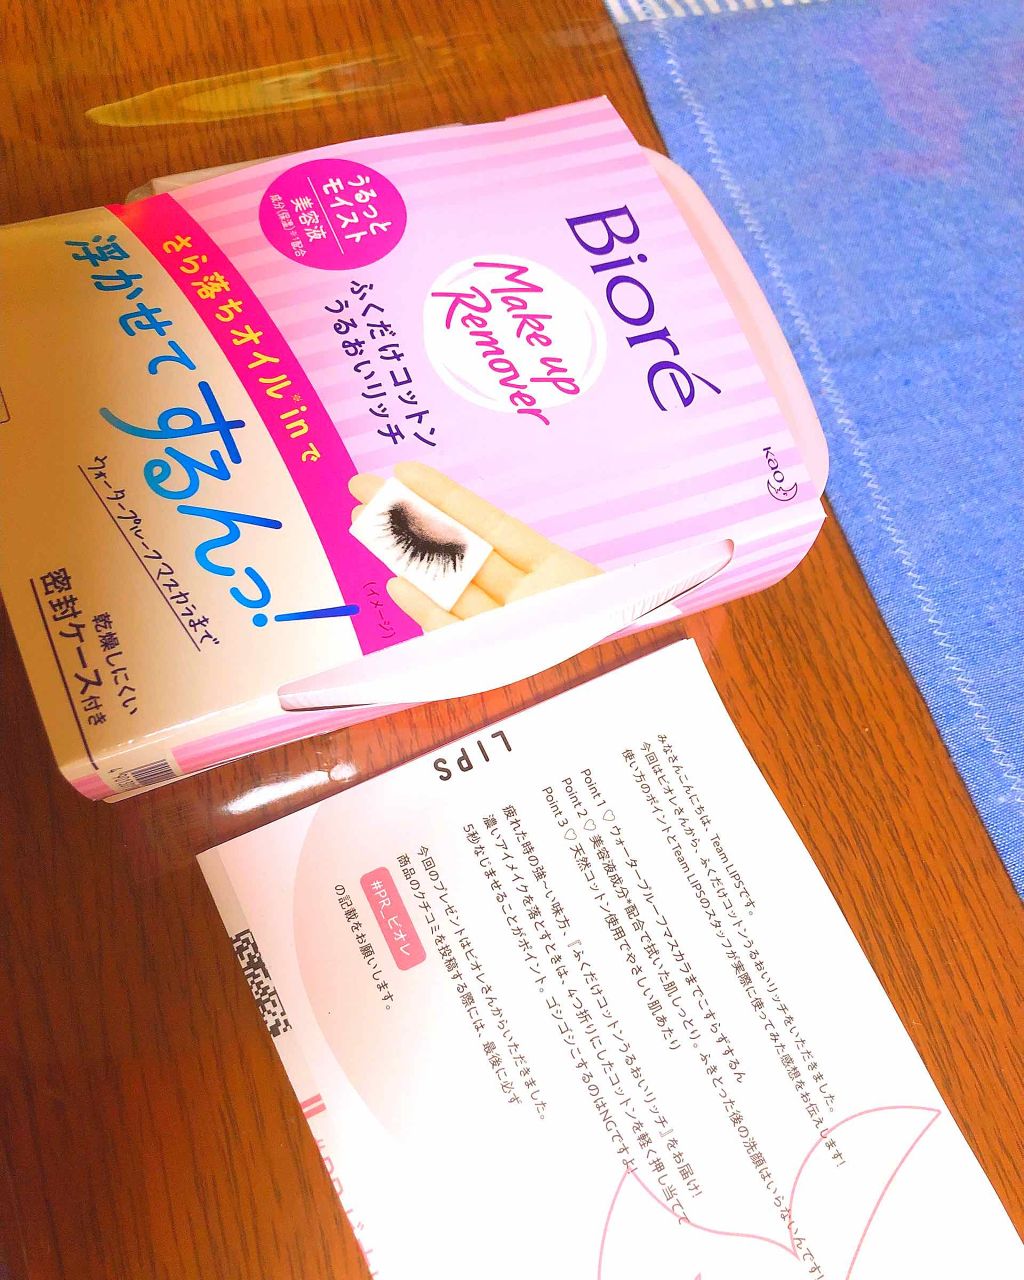 Bioré
Make up
Remover
Kao
ふくだけコットン
うるおいリッチ
うるっと
モイスト
美容液
成分(保湿)※1配合
さら落ちオイル※inで
浮かせてするんっ!
ウォータープルーフマスカラまで
(イメージ)
乾燥しにくい
密封ケース付き
LIPS
みなさんこんにちは、Team LIPSです。
今回はビオレさんから、ふくだけコットンうるおいリッチをいただきました。
使い方のポイントとTeam LIPSのスタッフが実際に使ってみた感想をお伝えします!
Point 1 ♡ ウォータープルーフマスカラまでこすらずするん
Point 2 ♡ 美容液成分*配合で拭いた肌しっとり。ふきとった後の洗顔はいらないんです!
Point 3 ♡ 天然コットン使用でやさしい肌あたり
疲れた時の強〜い味方、『ふくだけコットンうるおいリッチ』をお届け!
濃いアイメイクを落とすときは、4つ折りにしたコットンを軽く押し当てて
5秒なじませることがポイント。ゴシゴシこするのはNGですよ!
今回のプレゼントはビオレさんからいただきました。
商品のクチコミを投稿する際には、最後に必ず
#PR_ビオレ
の記載をお願いします。